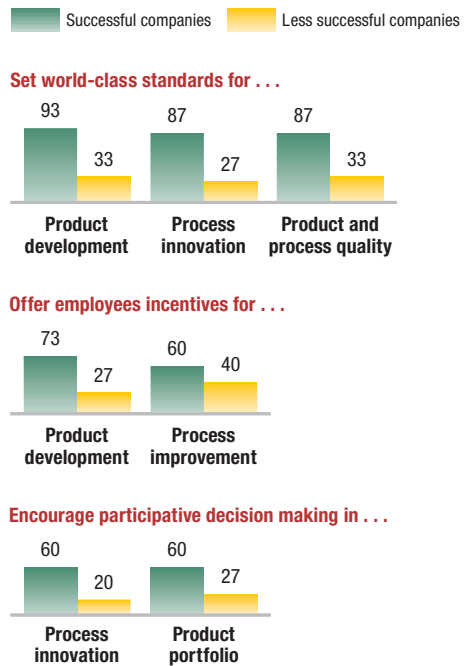 Successful companies Less successful companies
Set world-class standards for . . .
93 33 87 27 87 33
Product development
Process innovation
Product and process quality
Offer employees incentives for . . .
73 27 60 40
Product development
Process improvement
Encourage participative decision making in . . .
60 20 60 27
Process innovation
Product portfolio